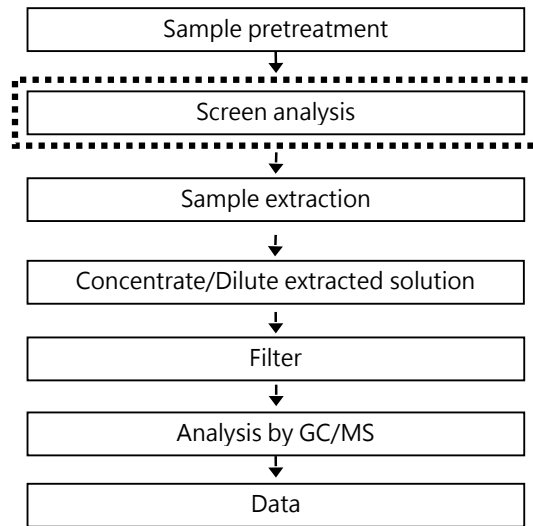 Sample pretreatment
Screen analysis
Sample extraction
Concentrate/Dilute extracted solution
Filter
Analysis by GC/MS
Data